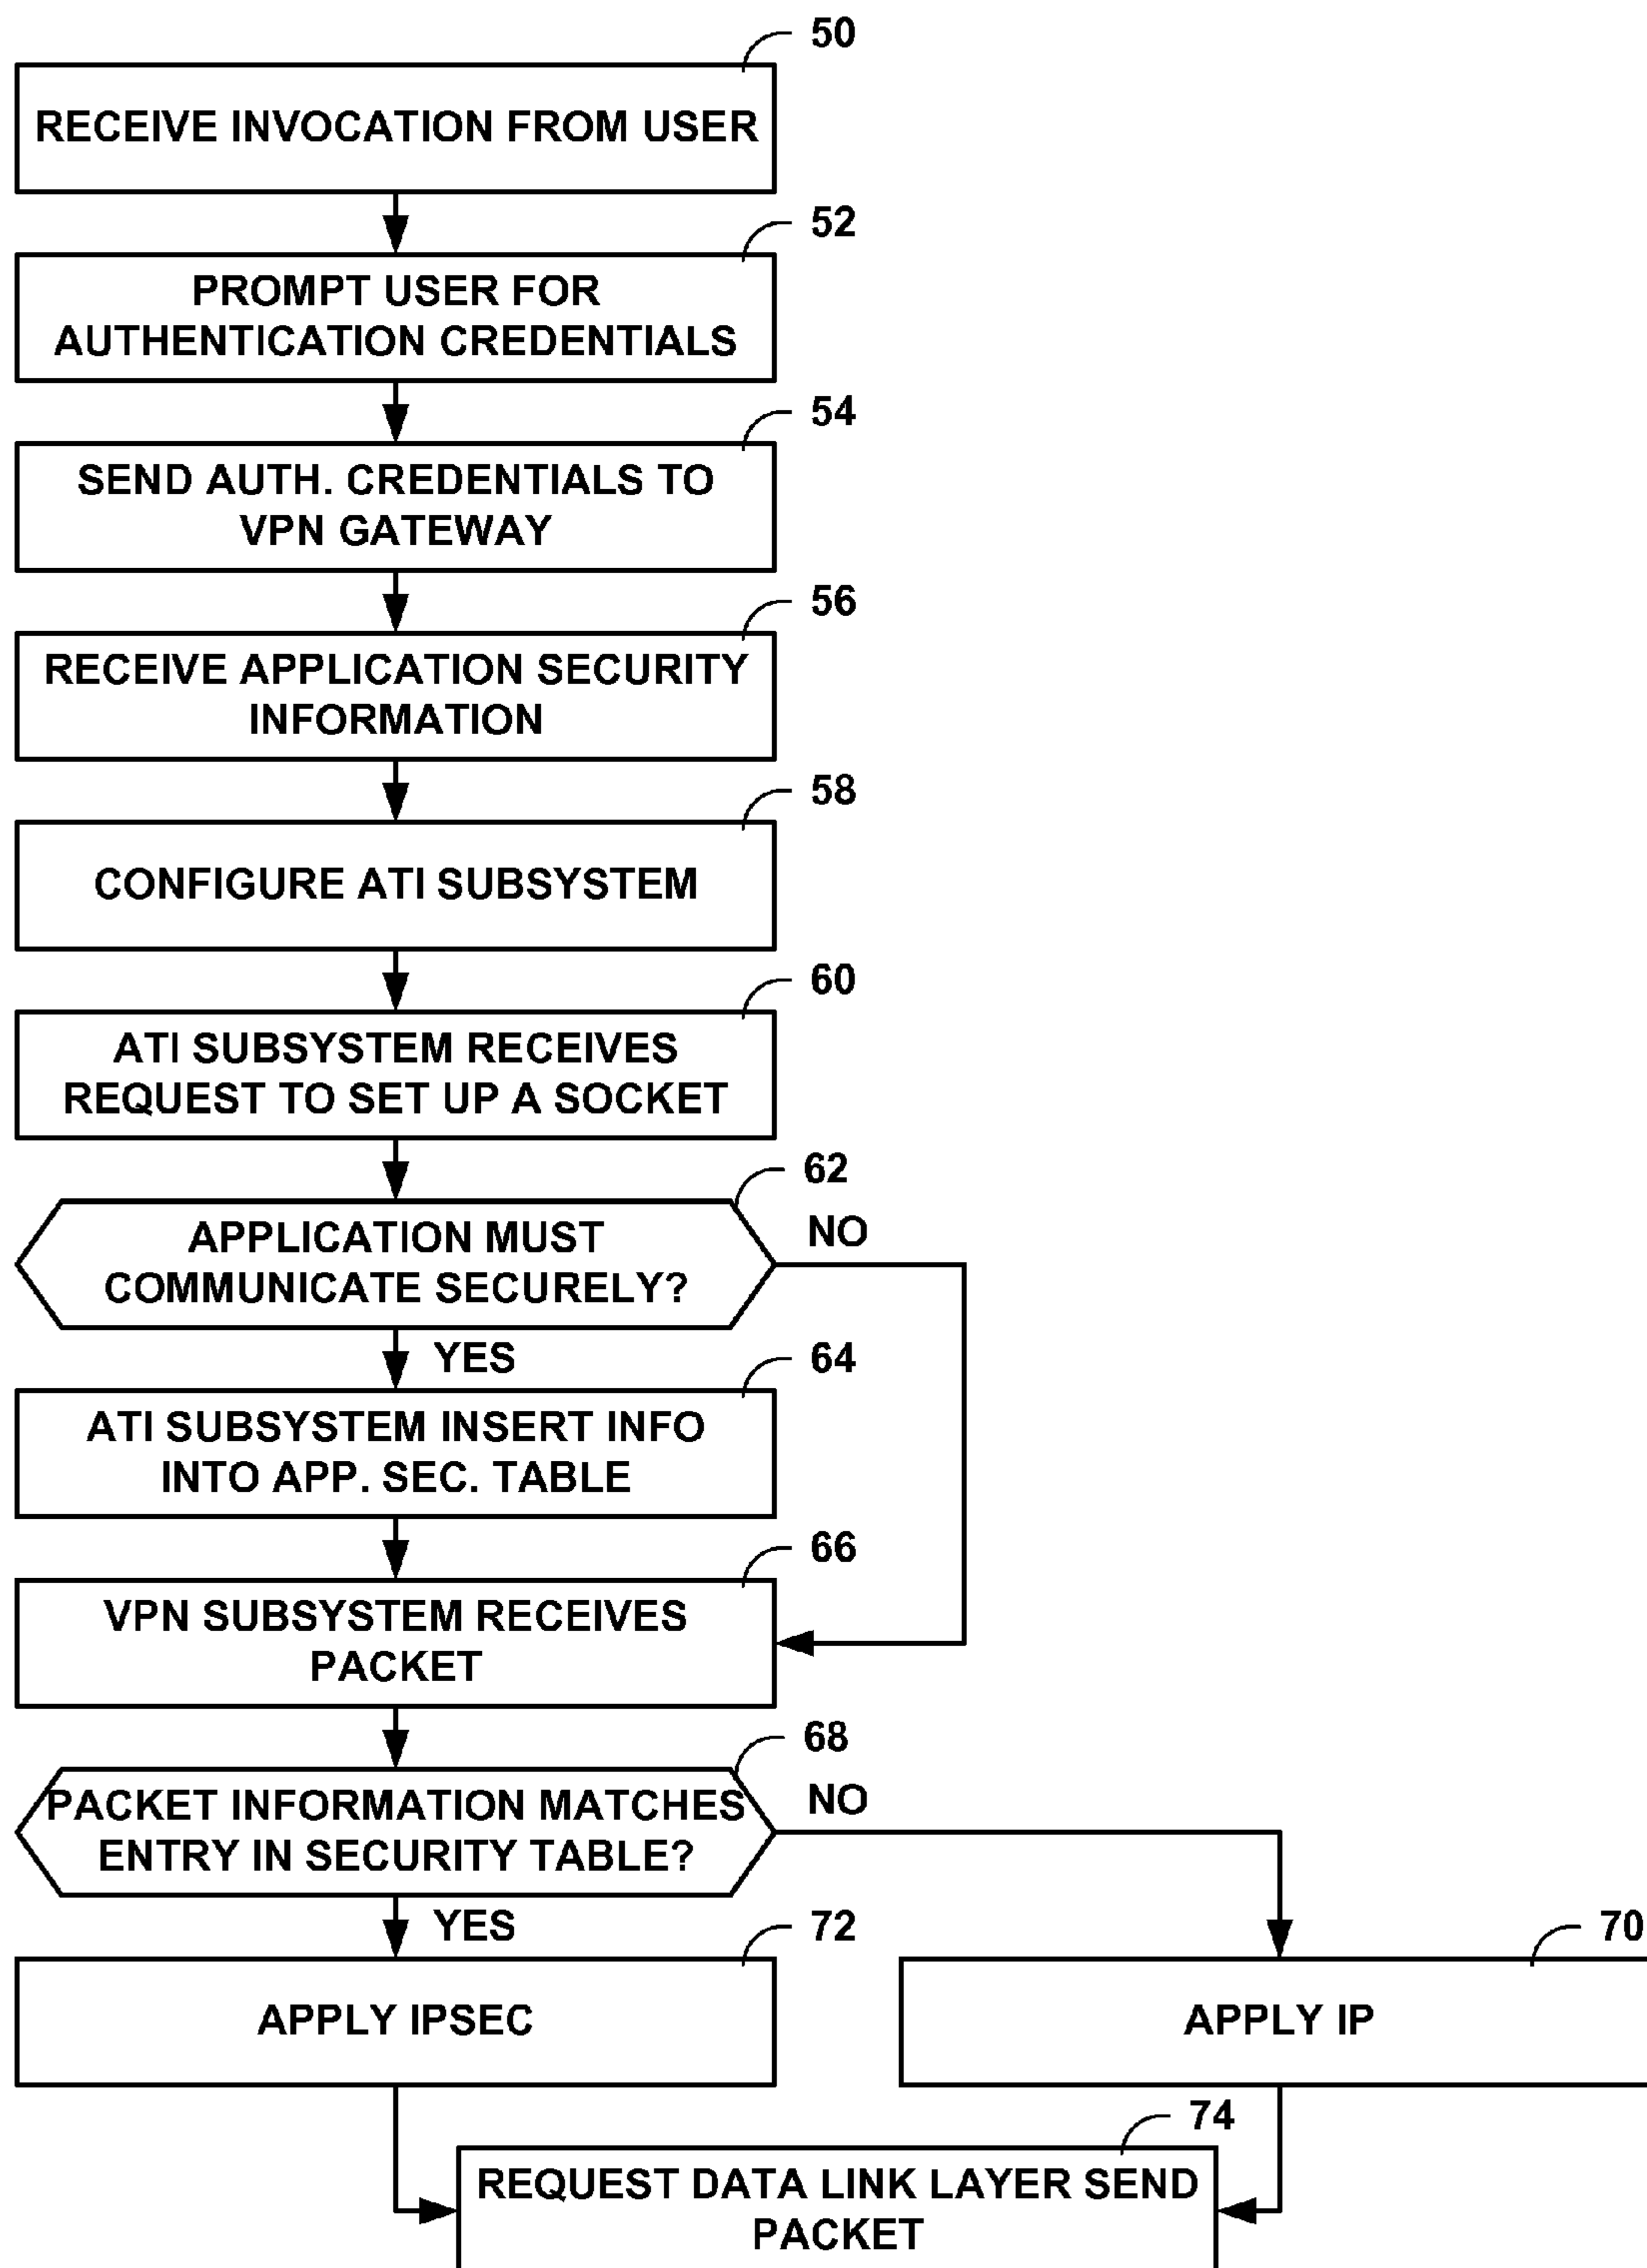 50
RECEIVE INVOCATION FROM USER
52
PROMPT USER FOR
AUTHENTICATION CREDENTIALS
54
SEND AUTH. CREDENTIALS TO
VPN GATEWAY
56
RECEIVE APPLICATION SECURITY
INFORMATION
58
CONFIGURE ATI SUBSYSTEM
60
ATI SUBSYSTEM RECEIVES
REQUEST TO SET UP A SOCKET
62
APPLICATION MUST
COMMUNICATE SECURELY?
NO
YES
64
ATI SUBSYSTEM INSERT INFO
INTO APP. SEC. TABLE
66
VPN SUBSYSTEM RECEIVES
PACKET
68
PACKET INFORMATION MATCHES
ENTRY IN SECURITY TABLE?
NO
YES
72
APPLY IPSEC
70
APPLY IP
74
REQUEST DATA LINK LAYER SEND
PACKET